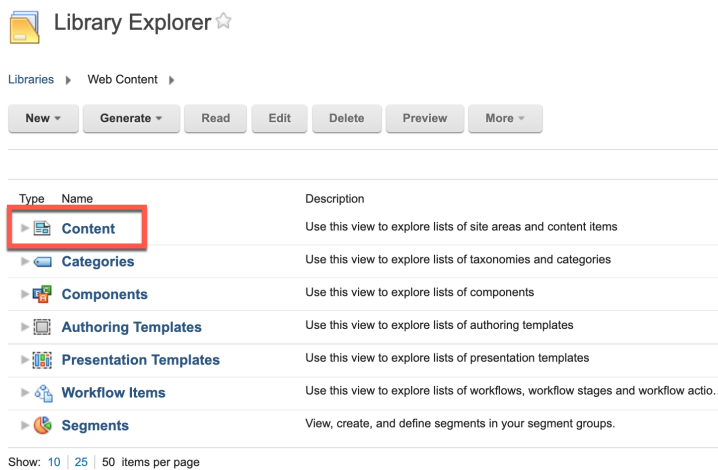 Library Explorer
Libraries Web Content
New Generate Read Edit Delete Preview More
Type Name Description
Content Use this view to explore lists of site areas and content items
Categories Use this view to explore lists of taxonomies and categories
Components Use this view to explore lists of components
Authoring Templates Use this view to explore lists of authoring templates
Presentation Templates Use this view to explore lists of presentation templates
Workflow Items Use this view to explore lists of workflows, workflow stages and workflow actio.
Segments View, create, and define segments in your segment groups.
Show: 10 25 50 items per page